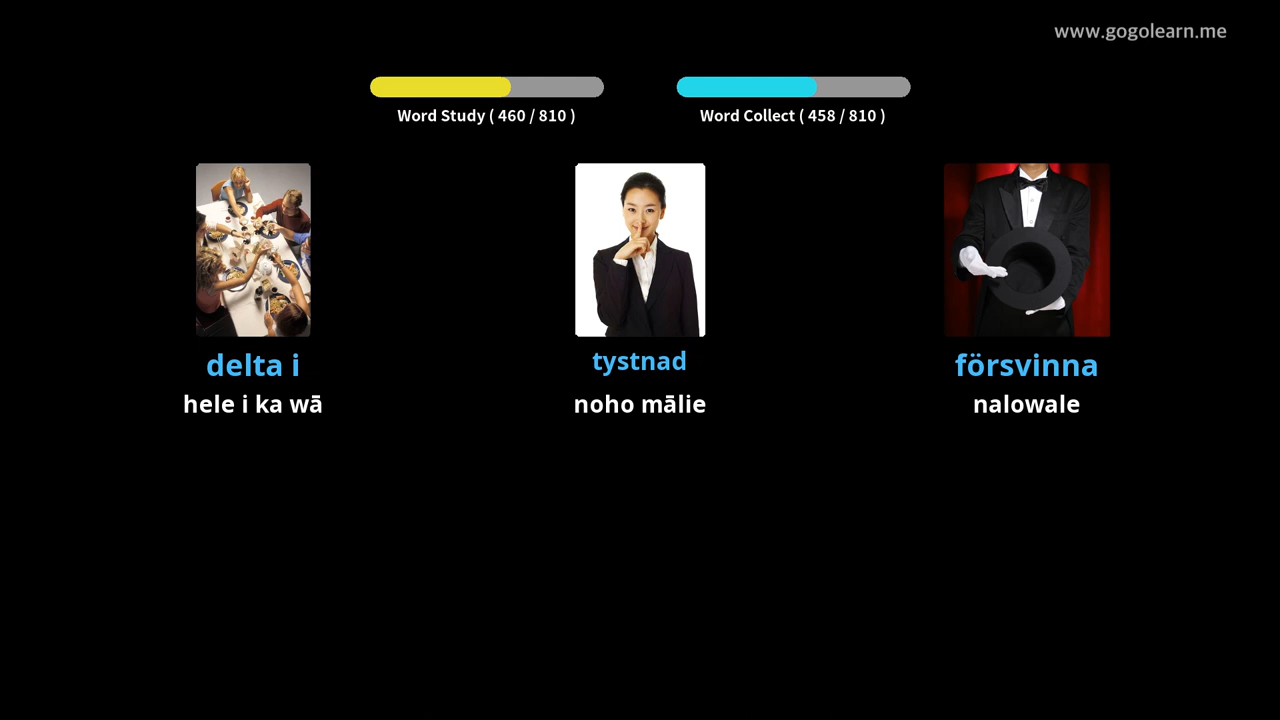 www.gogolearn.me
Word Study ( 460 / 810 )
Word Collect ( 458 / 810 )
delta i
hele i ka wā
tystnad
noho mālie
försvinna
nalowale